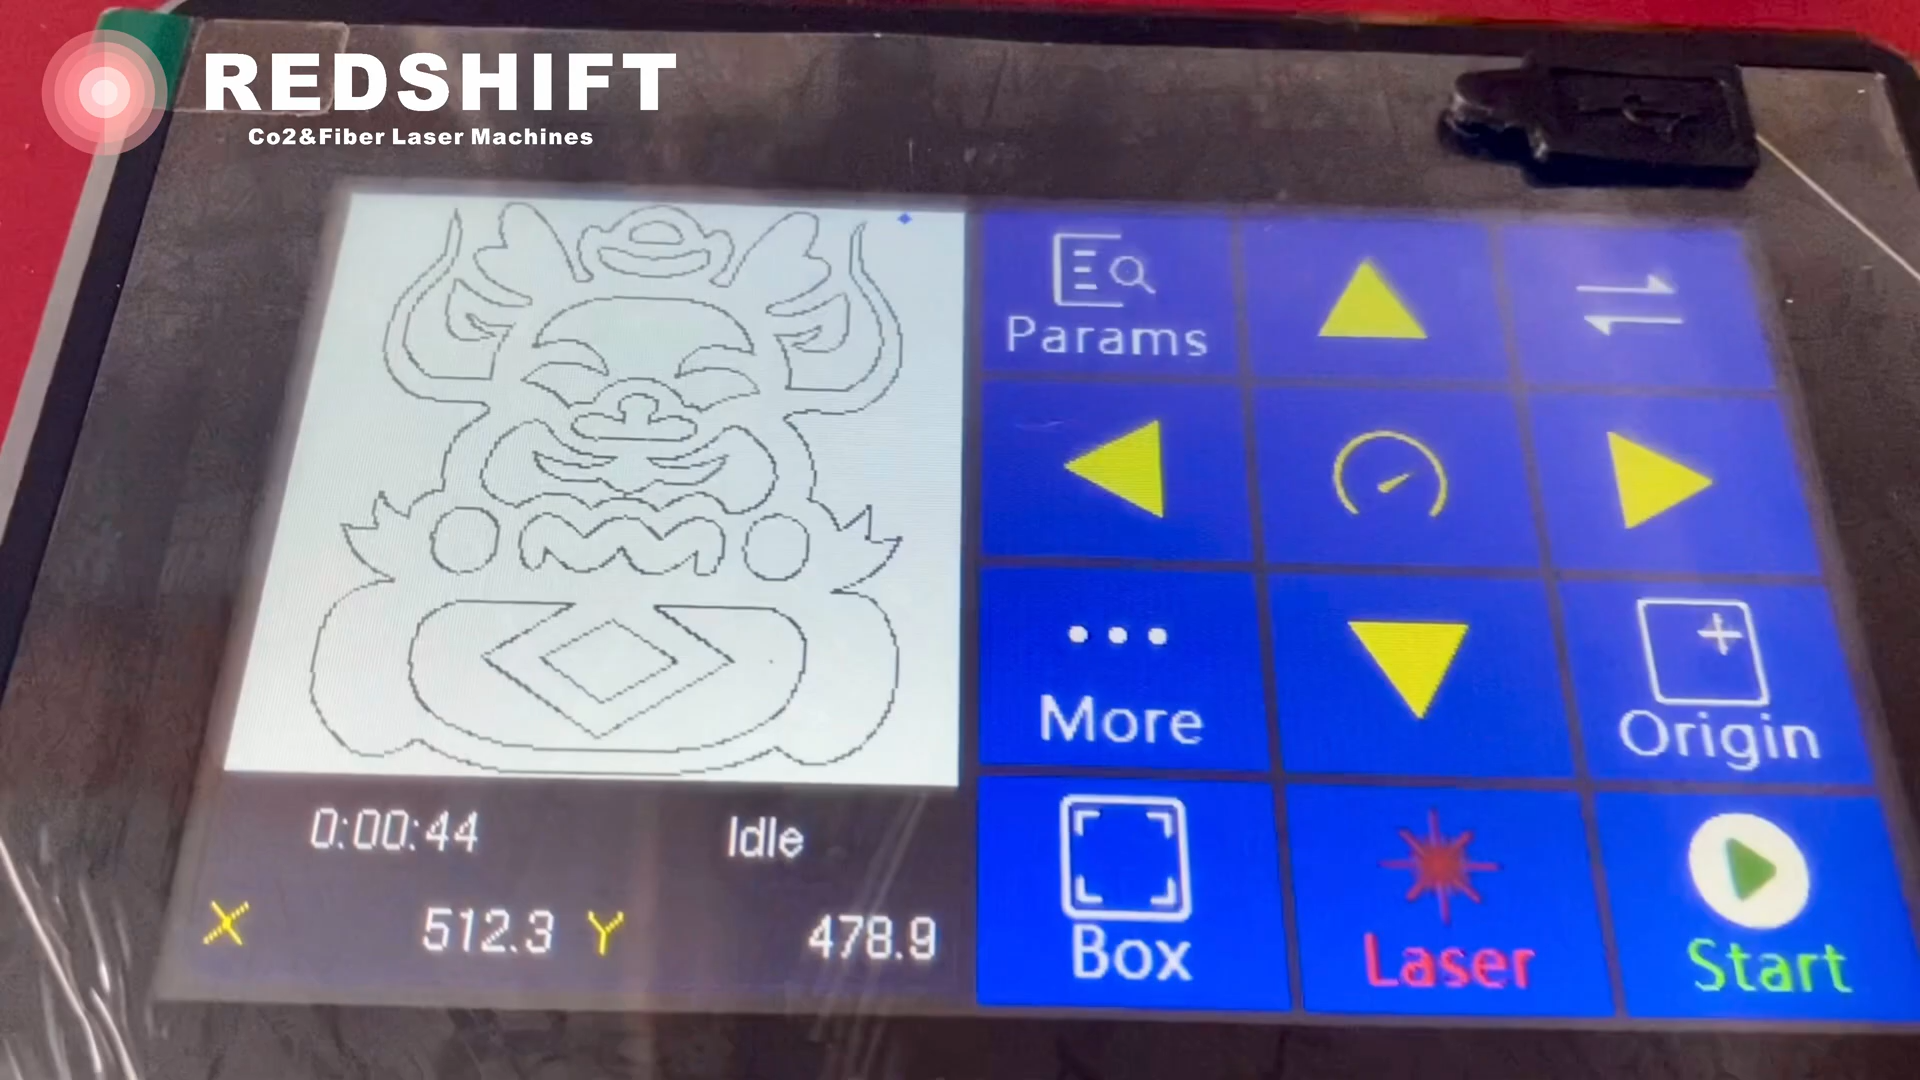 REDSHIFT
Co2&Fiber Laser Machines
Params
More
Origin
0:00:44
Idle
X 512.3 Y 478.9
Box
Laser
Start